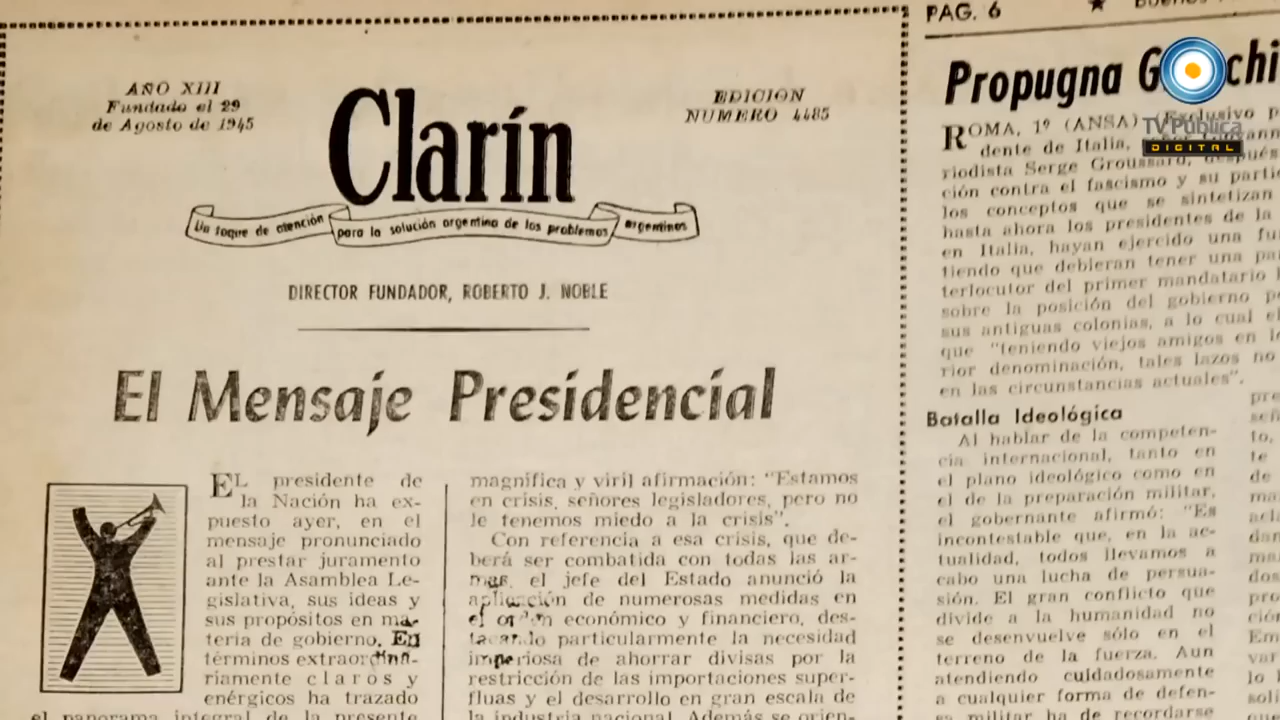 AÑO XIII
Fundado el 29
de Agosto de 1945
Clarín
EDICION
NUMERO 4485
Un toque de atención para la solución argentina de los problemas argentinos
DIRECTOR FUNDADOR, ROBERTO J. NOBLE
El Mensaje Presidencial
EL presidente de
la Nación ha ex-
puesto ayer, en el
mensaje pronunciado
al prestar juramento
ante la Asamblea Le-
gislativa, sus ideas y
sus propósitos en ma-
teria de gobierno. En
términos extraordina-
riamente claros y
enérgicos ha trazado
el panorama integral de la presente
magnífica y viril afirmación: "Estamos
en crisis, señores legisladores, pero no
le tenemos miedo a la crisis".
Con referencia a esa crisis, que de-
berá ser combatida con todas las ar-
mas, el jefe del Estado anunció la
aplicación de numerosas medidas en
el orden económico y financiero, des-
tacando particularmente la necesidad
imperiosa de ahorrar divisas por la
restricción de las importaciones super-
fluas y el desarrollo en gran escala de
la industria nacional. Además se orien-
PAG. 6
Propugna
TV Pública
DIGITAL
ROMA, 1º (ANSA) (Exclusivo
dente de Italia,
riodista Serge Groussard, después
ción contra el fascismo y su
los conceptos que se sintetizan
hasta ahora los presidentes de la
en Italia, hayan ejercido una
tiendo que debieran tener una
terlocutor del primer mandatario
sobre la posición del gobierno
sus antiguas colonias, a lo cual
que "teniendo viejos amigos en
rior denominación, tales lazos no
en las circunstancias actuales".
Batalla Ideológica
Al hablar de la competen-
cia internacional, tanto en
el plano ideológico como en
el de la preparación militar,
el gobernante afirmó: "Es
incontestable que, en la ac-
tualidad, todos llevamos a
cabo una lucha de persua-
sión. El gran conflicto que
divide a la humanidad no
se desenvuelve sólo en el
terreno de la fuerza. Aun
atendiendo cuidadosamente
a cualquier forma de defen-
sa militar ha de recordarse